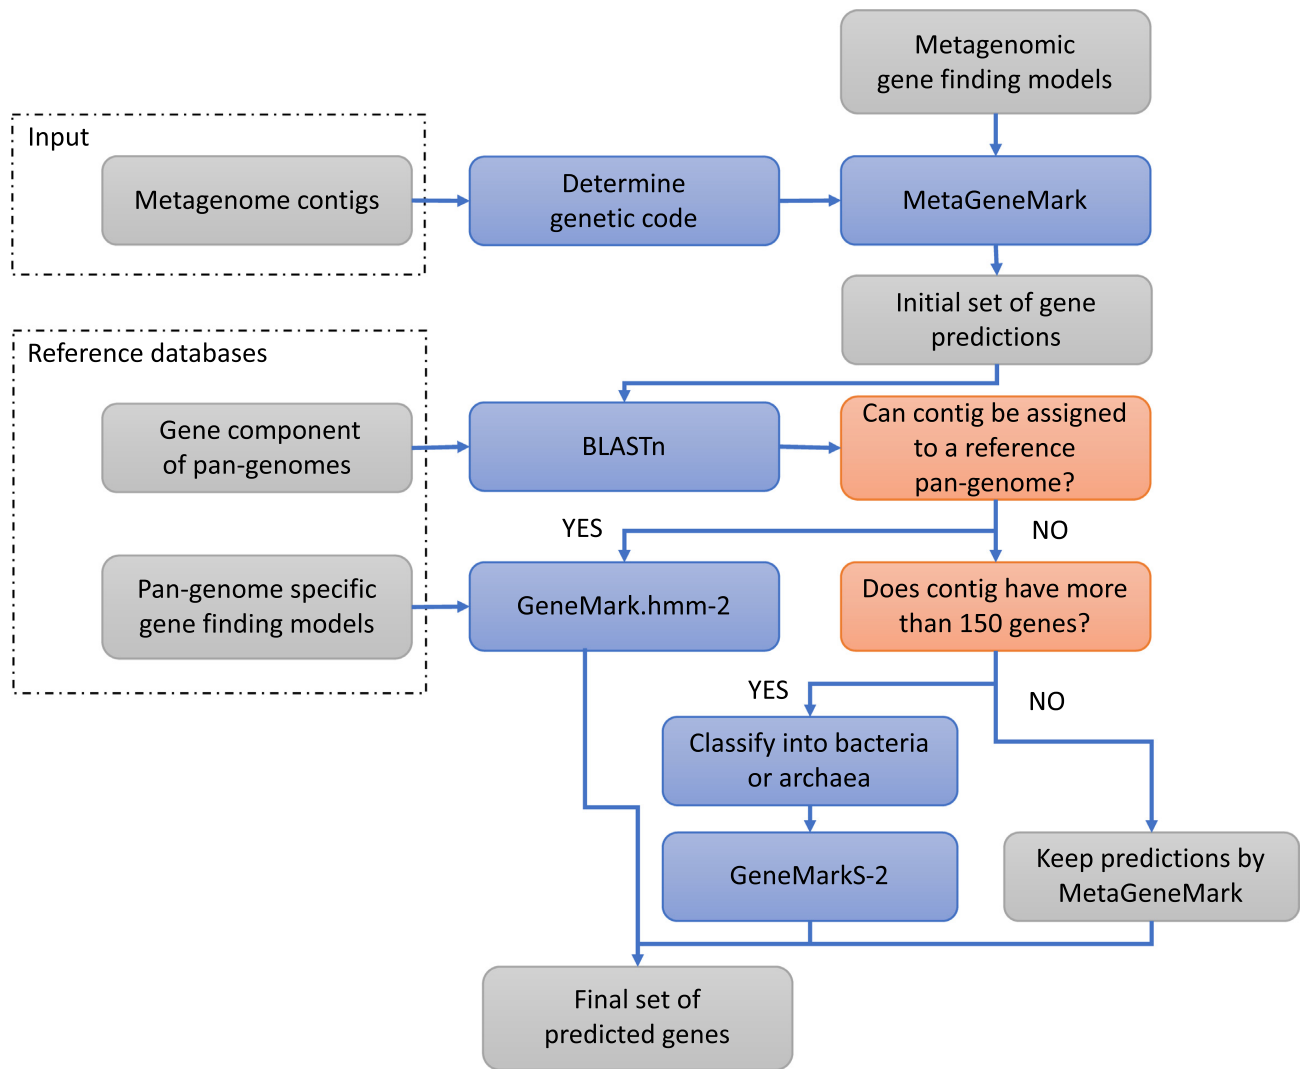 Metagenomic
gene finding models
Input
Metagenome contigs
Determine
genetic code
MetaGeneMark
Initial set of gene
predictions
Reference databases
Gene component
of pan-genomes
BLASTn
Can contig be assigned
to a reference
pan-genome?
YES
NO
Pan-genome specific
gene finding models
GeneMark.hmm-2
Does contig have more
than 150 genes?
YES
NO
Classify into bacteria
or archaea
GeneMarkS-2
Keep predictions by
MetaGeneMark
Final set of
predicted genes